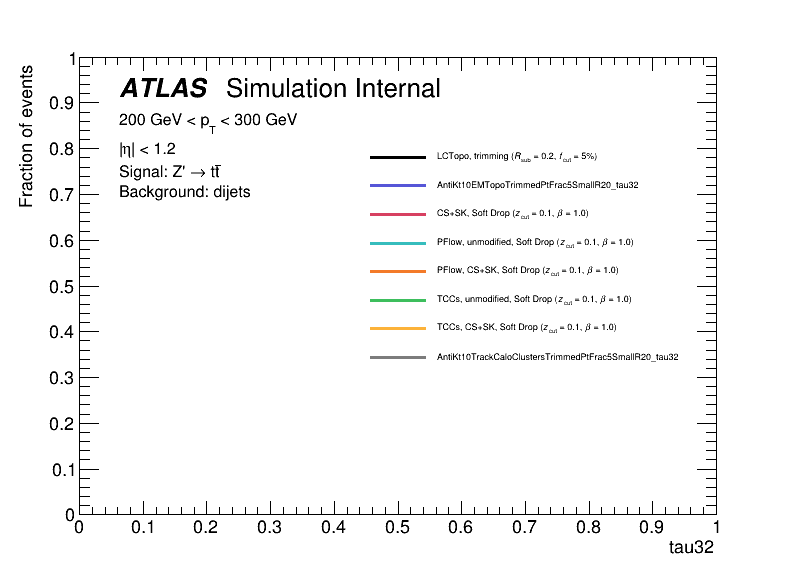 Fraction of events
1
0.9
0.8
0.7
0.6
0.5
0.4
0.3
0.2
0.1
0
ATLAS Simulation Internal
200 GeV < p_T < 300 GeV
|η| < 1.2
Signal: Z' → tt̄
Background: dijets
LCTopo, trimming (R_sub = 0.2, f_cut = 5%)
AntiKt10EMTopoTrimmedPtFrac5SmallR20_tau32
CS+SK, Soft Drop (z_cut = 0.1, β = 1.0)
PFlow, unmodified, Soft Drop (z_cut = 0.1, β = 1.0)
PFlow, CS+SK, Soft Drop (z_cut = 0.1, β = 1.0)
TCCs, unmodified, Soft Drop (z_cut = 0.1, β = 1.0)
TCCs, CS+SK, Soft Drop (z_cut = 0.1, β = 1.0)
AntiKt10TrackCaloClustersTrimmedPtFrac5SmallR20_tau32
0 0.1 0.2 0.3 0.4 0.5 0.6 0.7 0.8 0.9 1
tau32